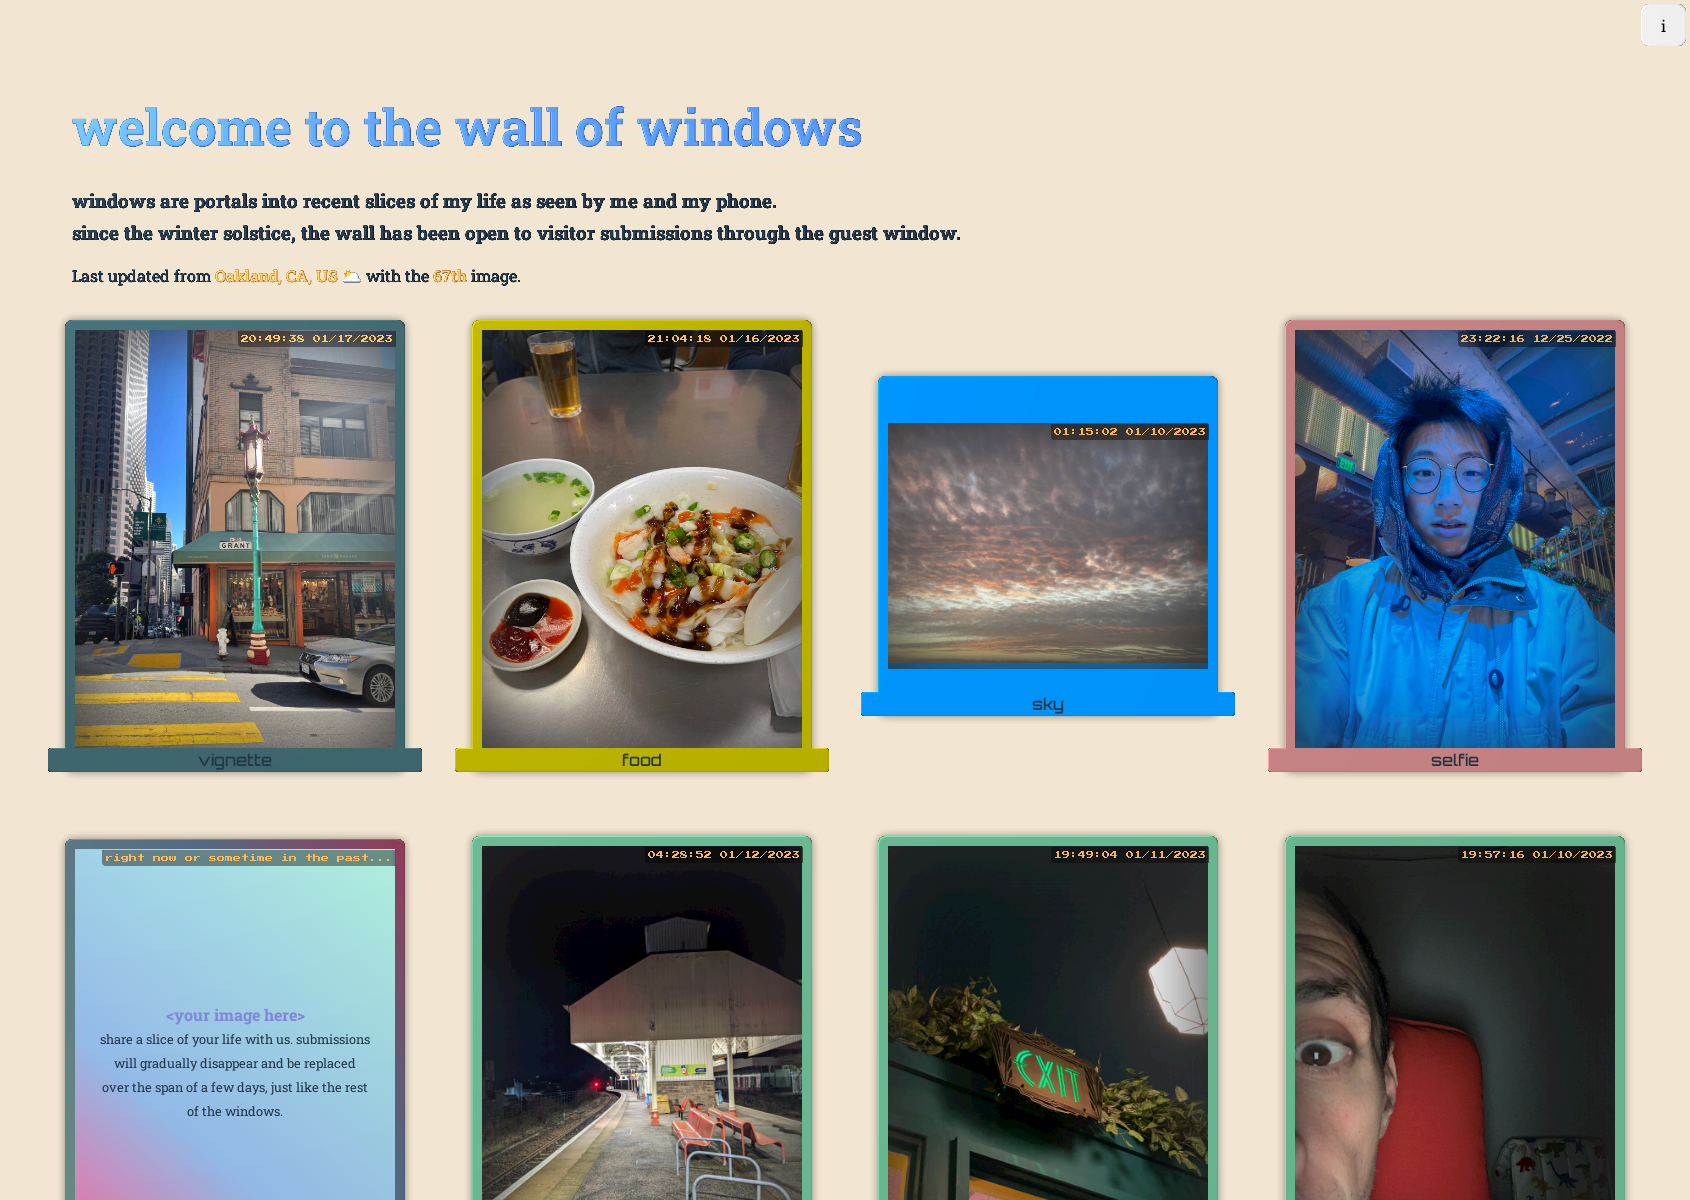 i
welcome to the wall of windows
windows are portals into recent slices of my life as seen by me and my phone.
since the winter solstice, the wall has been open to visitor submissions through the guest window.
Last updated from Oakland, CA, US ⛅ with the 67th image.
20:49:38 01/17/2023
GRANT
vignette
21:04:18 01/16/2023
food
01:15:02 01/10/2023
sky
23:22:16 12/25/2022
selfie
right now or sometime in the past...
<your image here>
share a slice of your life with us. submissions
will gradually disappear and be replaced
over the span of a few days, just like the rest
of the windows.
04:28:52 01/12/2023
19:49:04 01/11/2023
EXIT
19:57:16 01/10/2023